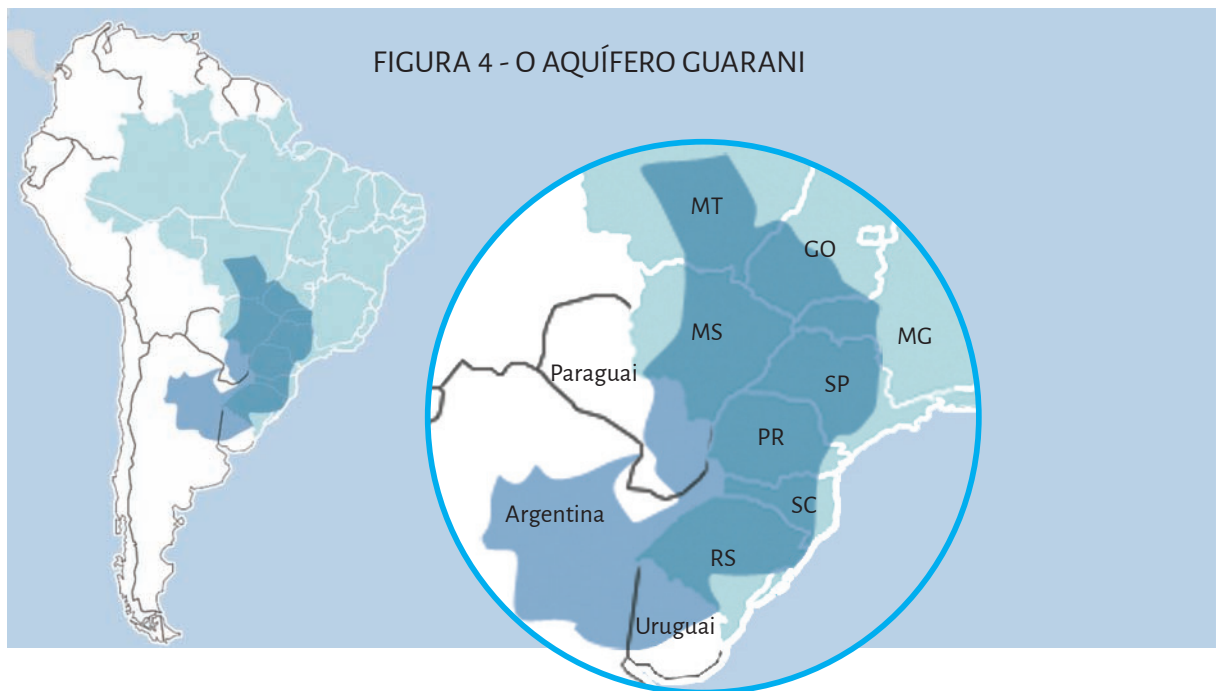 FIGURA 4 - O AQUÍFERO GUARANI
MT
GO
MS
MG
Paraguai
SP
PR
SC
Argentina
RS
Uruguai